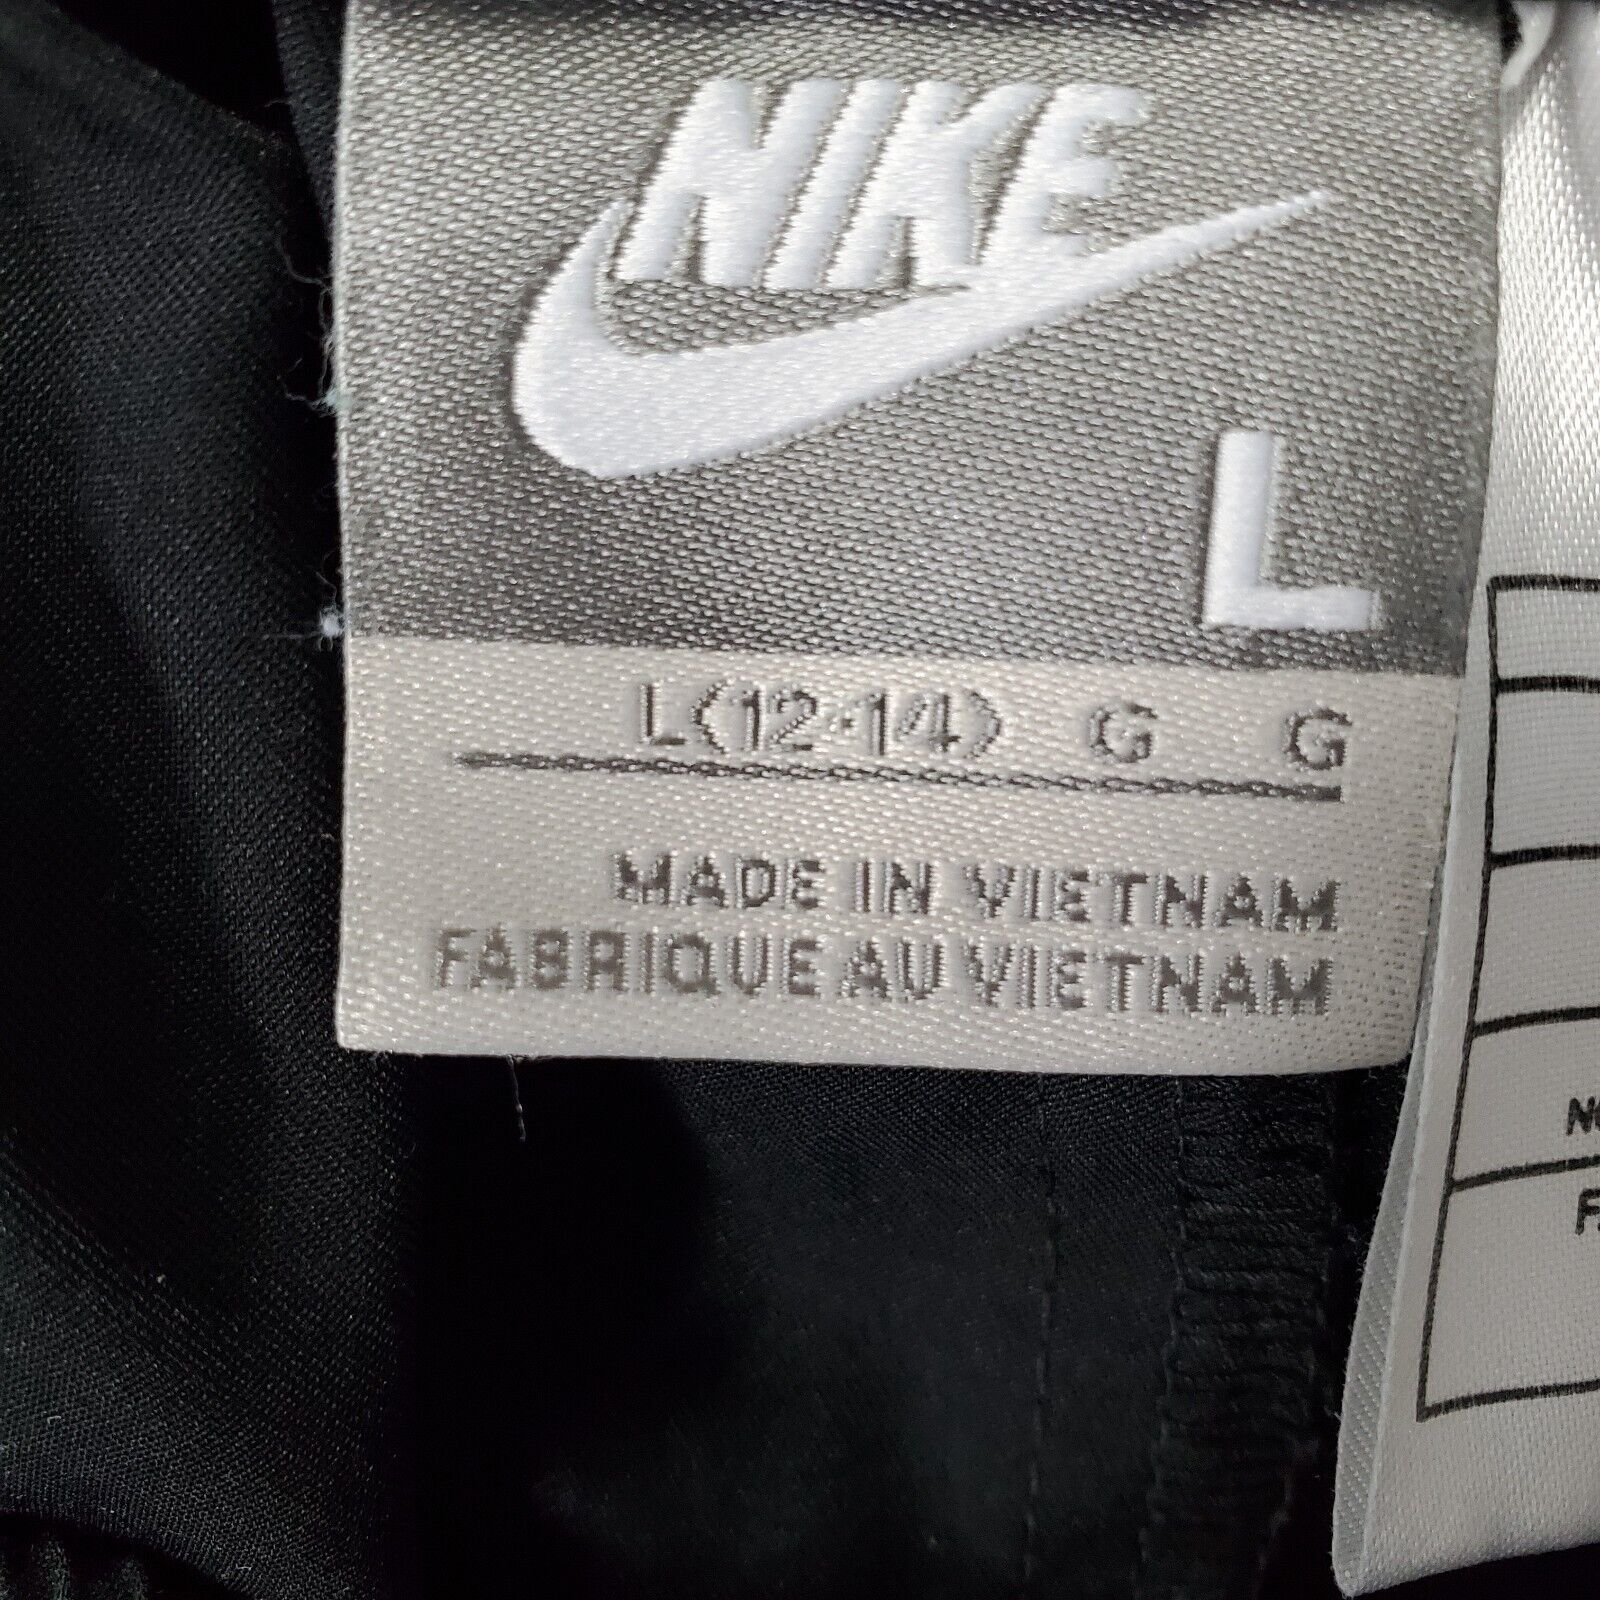 NIKE
L
L(12-14) G G
MADE IN VIETNAM
FABRIQUE AU VIETNAM